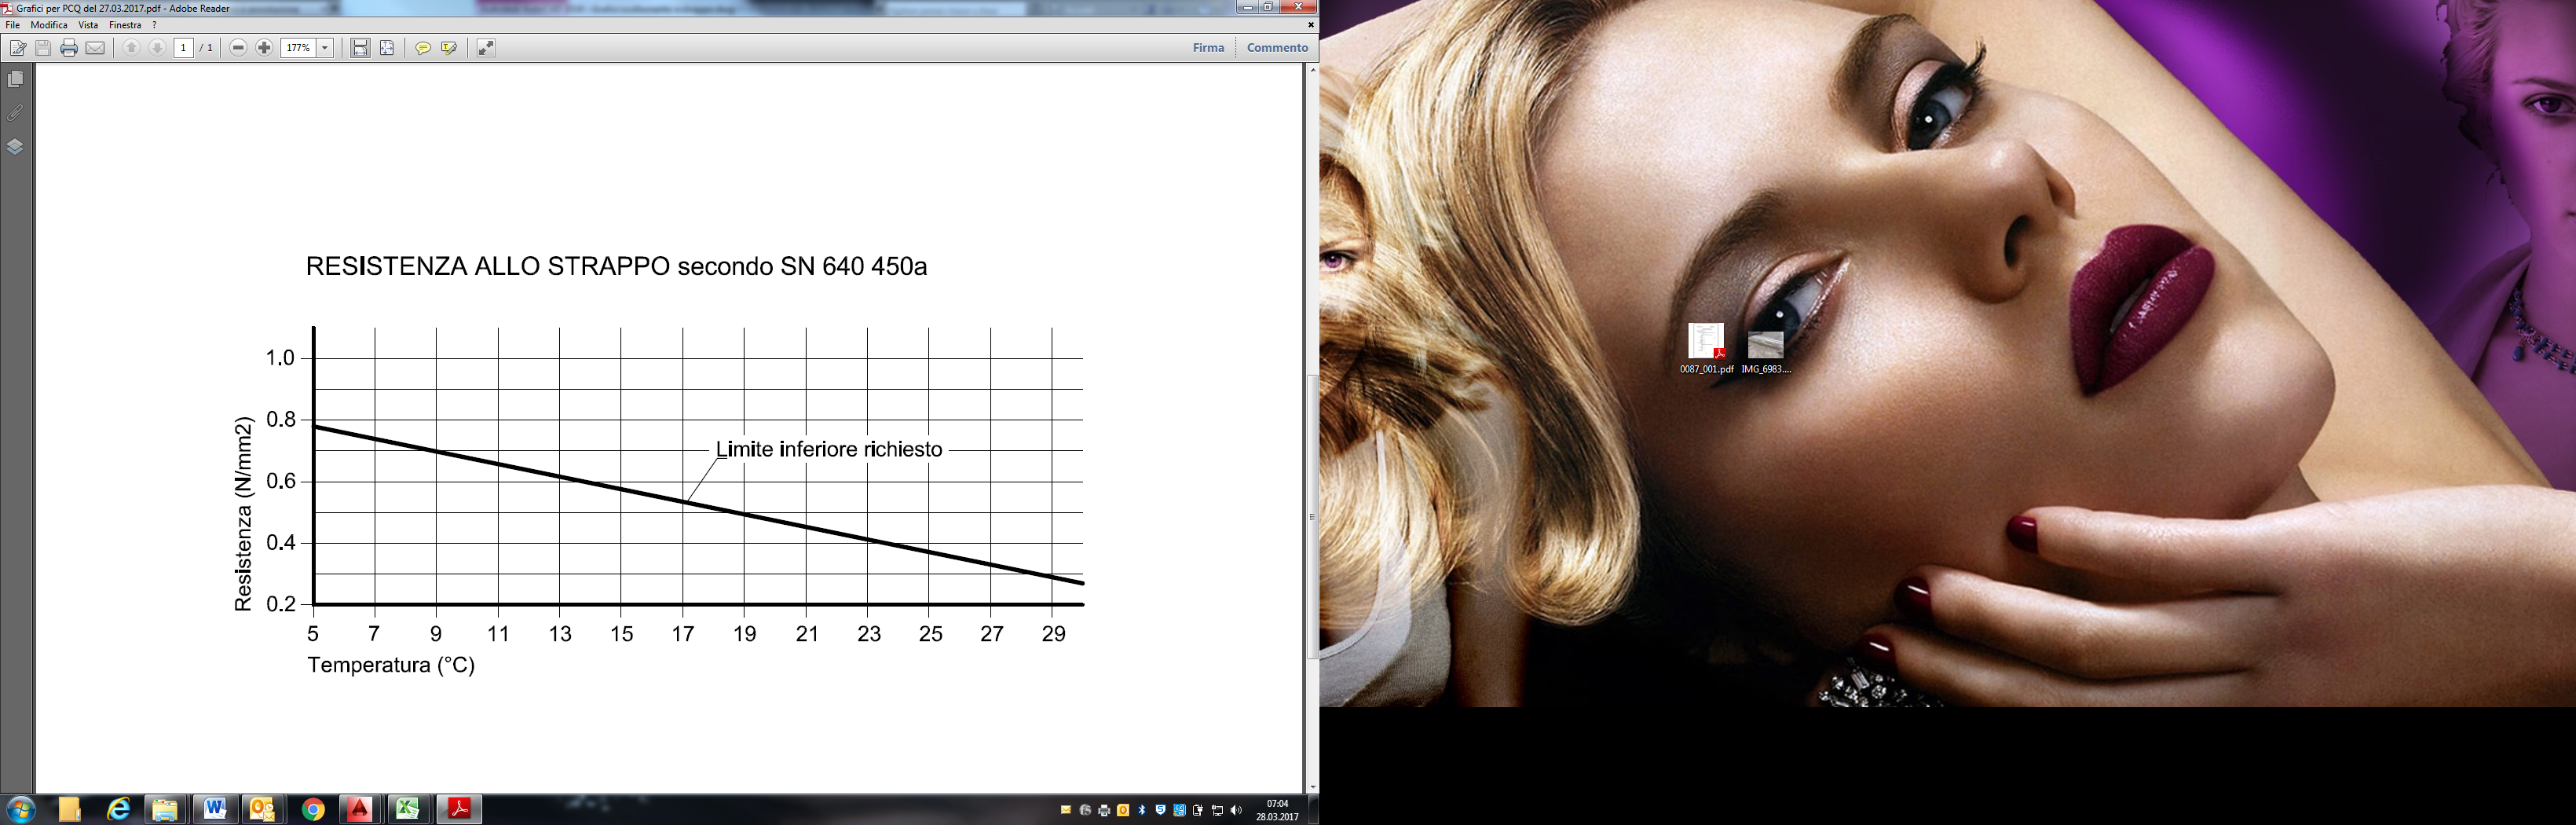 Grafici per PCQ del 27.03.2017.pdf - Adobe Reader
File Modifica Vista Finestra ?
1 / 1 177% Firma Commento
RESISTENZA ALLO STRAPPO secondo SN 640 450a
Resistenza (N/mm2)
1.0
0.8
Limite inferiore richiesto
0.6
0.4
0.2
5 7 9 11 13 15 17 19 21 23 25 27 29
Temperatura (°C)
0087_001.pdf IMG_6983....
07:04
28.03.2017